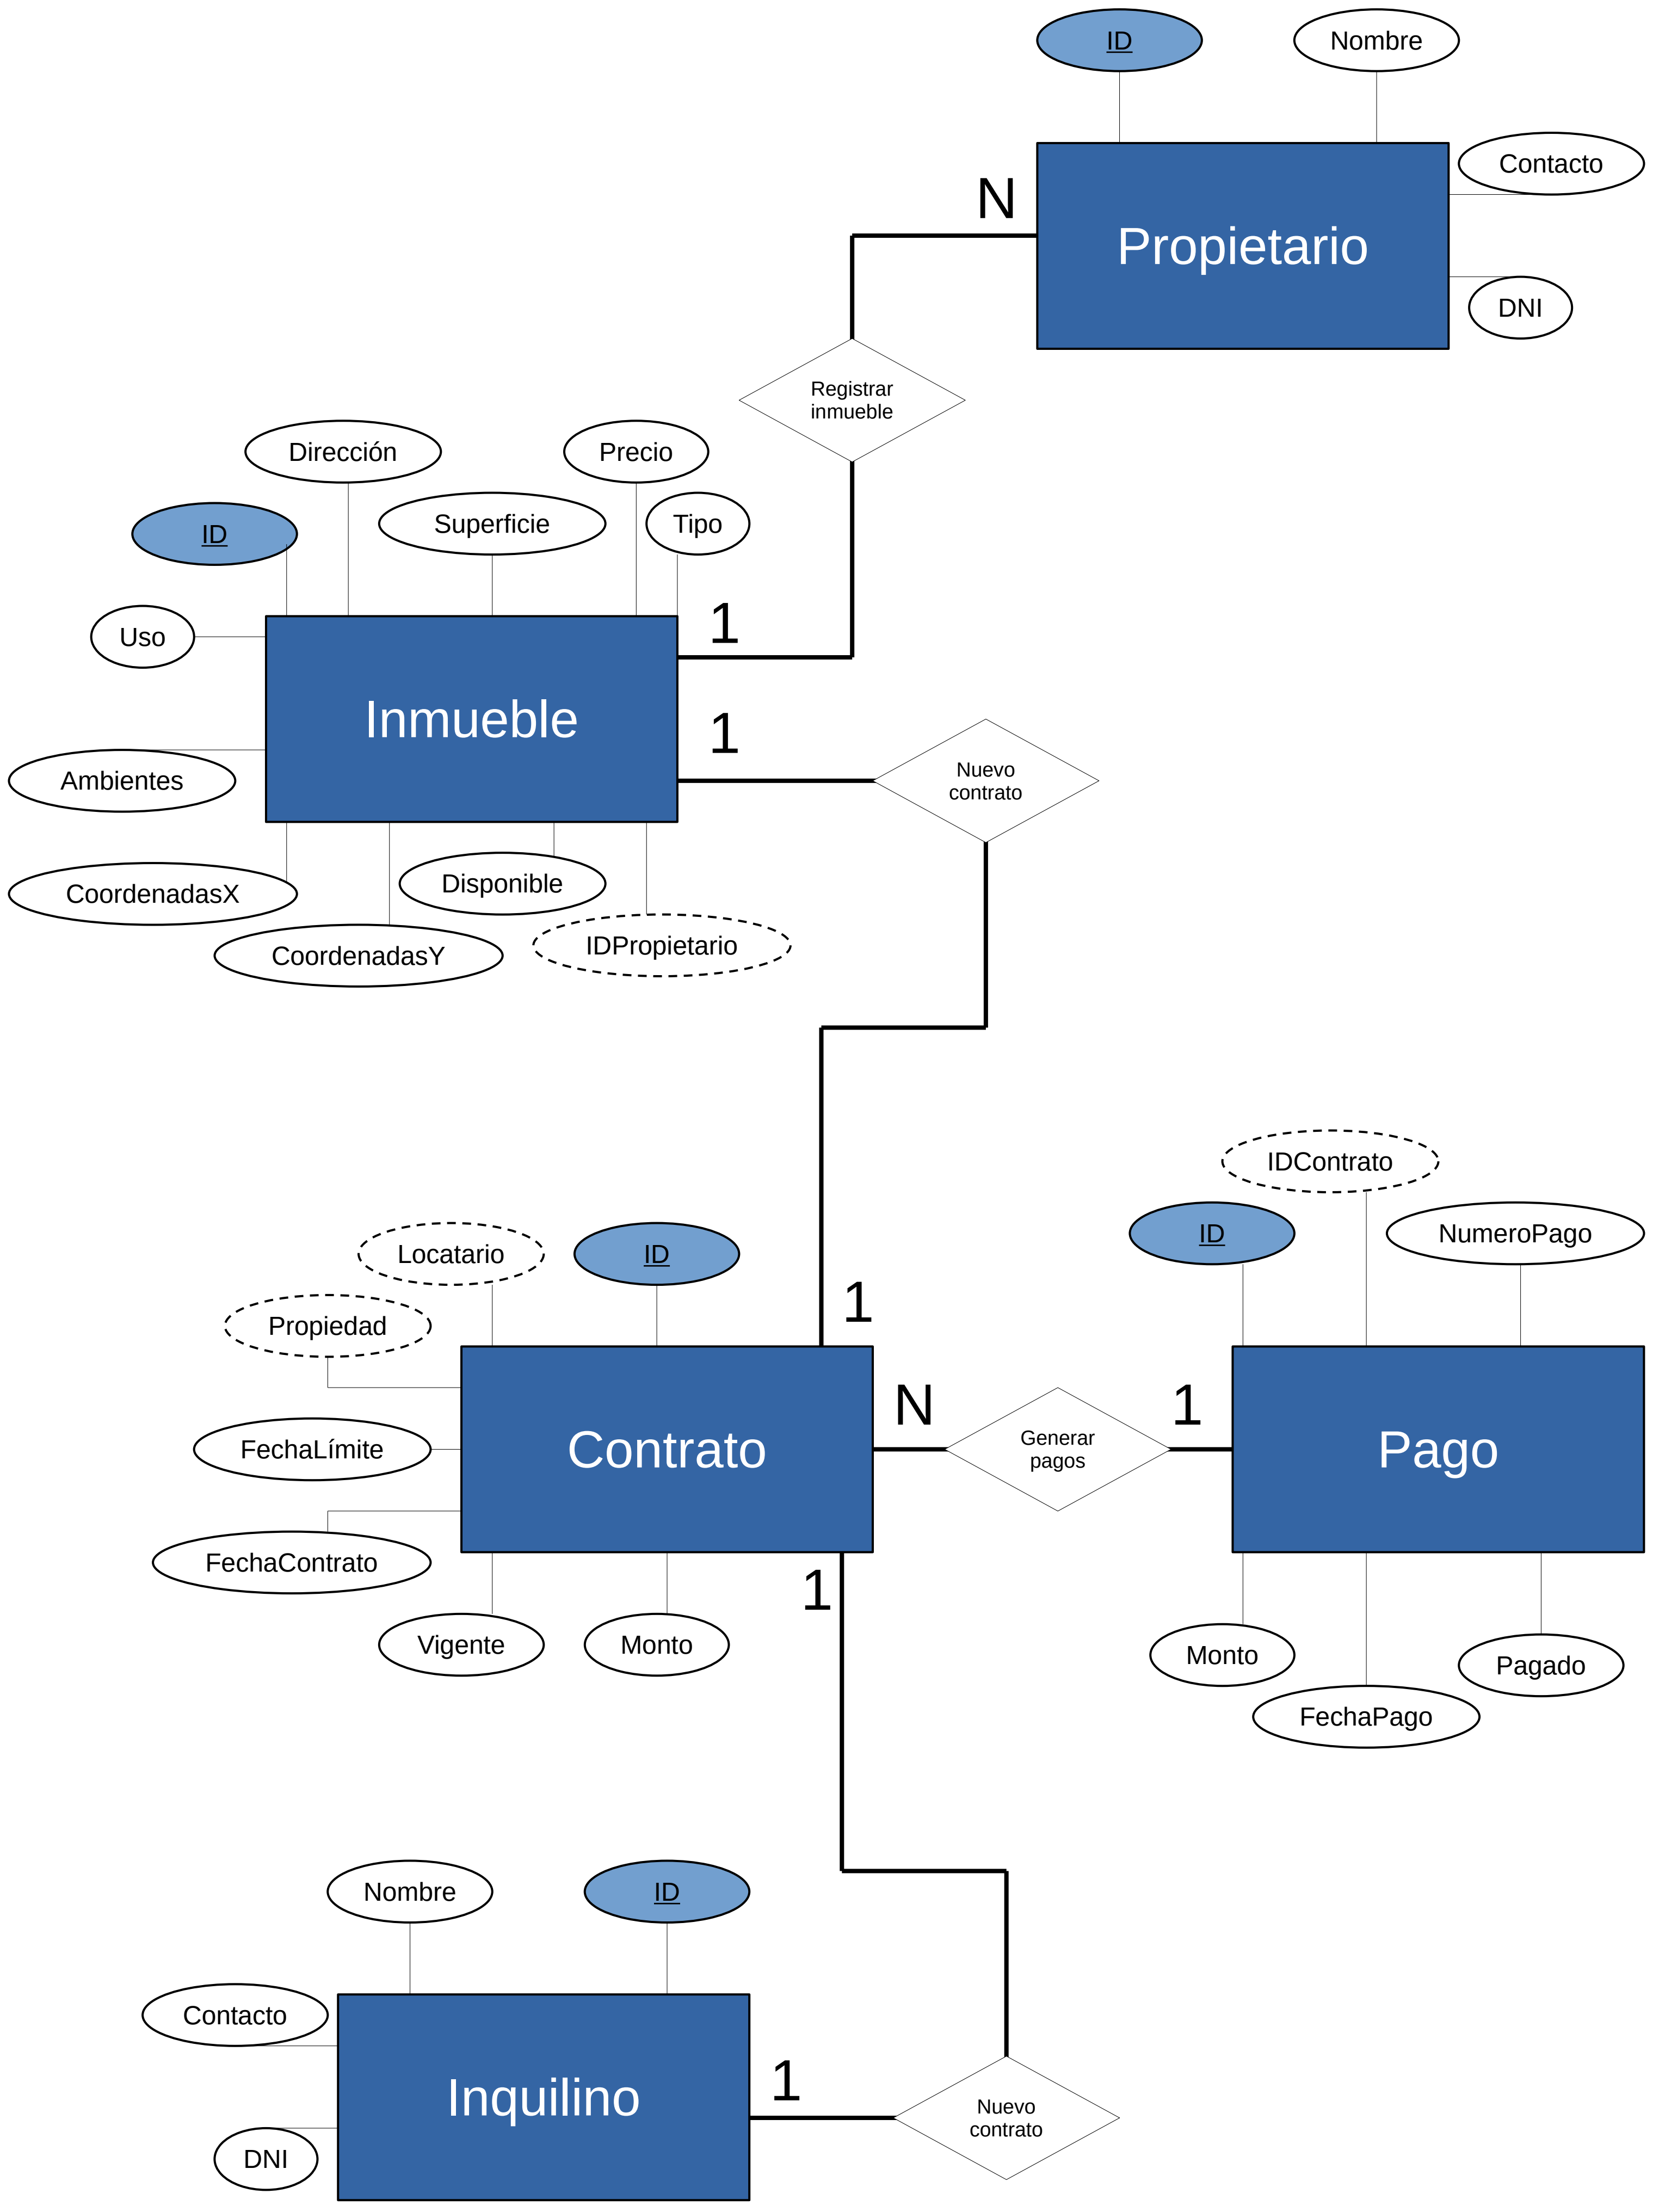 ID
Nombre
Contacto
N
Propietario
DNI
Registrar
inmueble
Dirección
Precio
ID
Superficie
Tipo
Uso
1
Inmueble
1
Nuevo
contrato
Ambientes
CoordenadasX
Disponible
CoordenadasY
IDPropietario
IDContrato
Locatario
ID
ID
NumeroPago
Propiedad
1
FechaLímite
Contrato
N
Generar
pagos
1
Pago
FechaContrato
1
Vigente
Monto
Monto
Pagado
FechaPago
Nombre
ID
Contacto
Inquilino
1
Nuevo
contrato
DNI